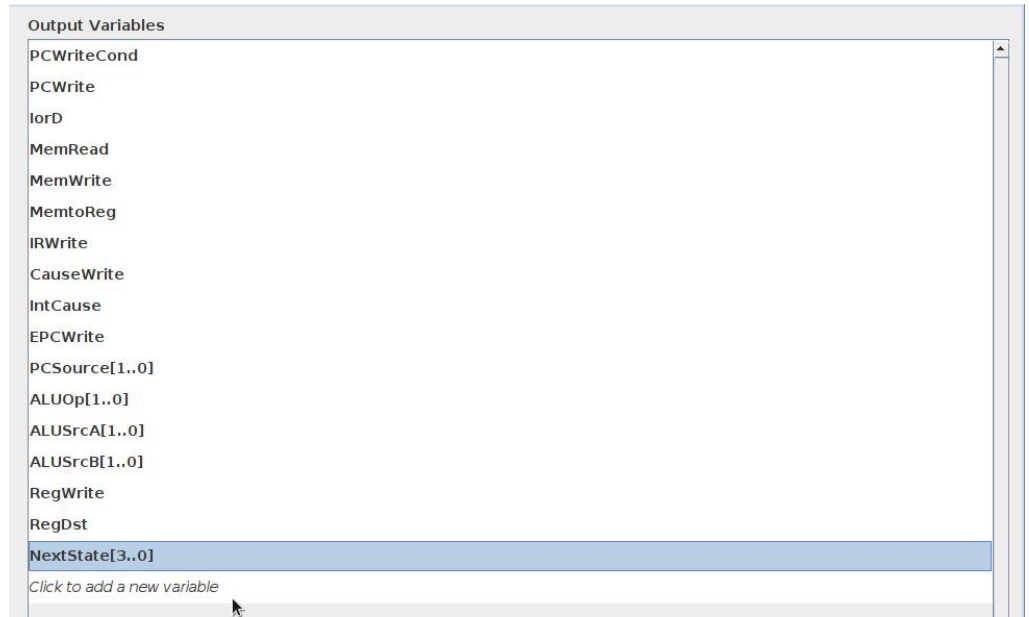 Output Variables
PCWriteCond
PCWrite
IorD
MemRead
MemWrite
MemtoReg
IRWrite
CauseWrite
IntCause
EPCWrite
PCSource[1..0]
ALUOp[1..0]
ALUSrcA[1..0]
ALUSrcB[1..0]
RegWrite
RegDst
NextState[3..0]
Click to add a new variable